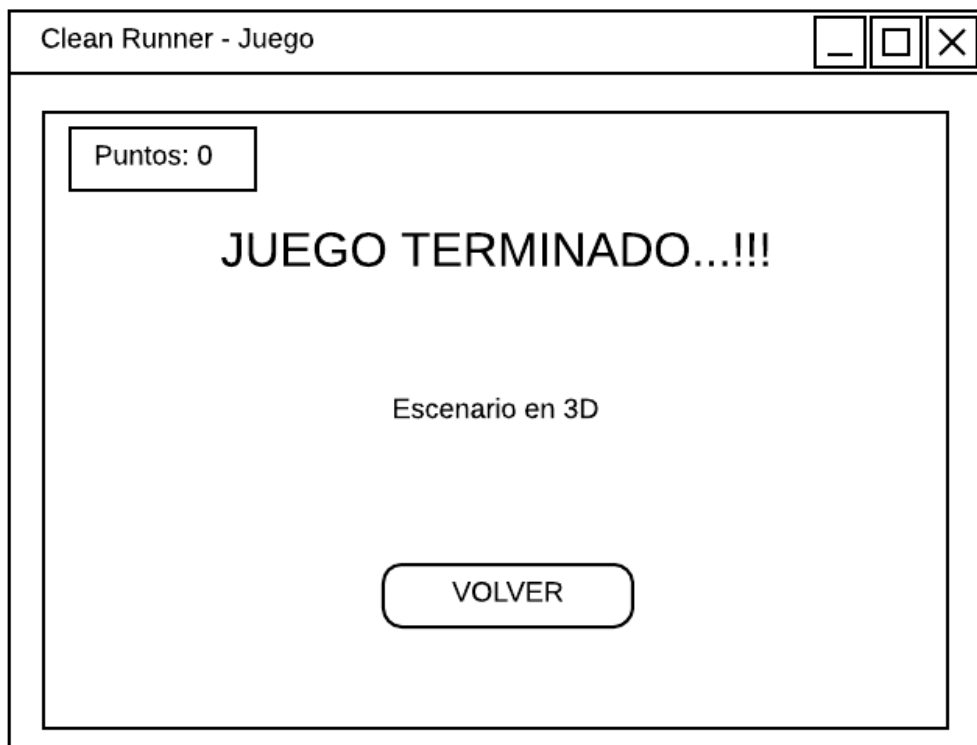 Clean Runner - Juego
Puntos: 0
JUEGO TERMINADO...!!!
Escenario en 3D
VOLVER